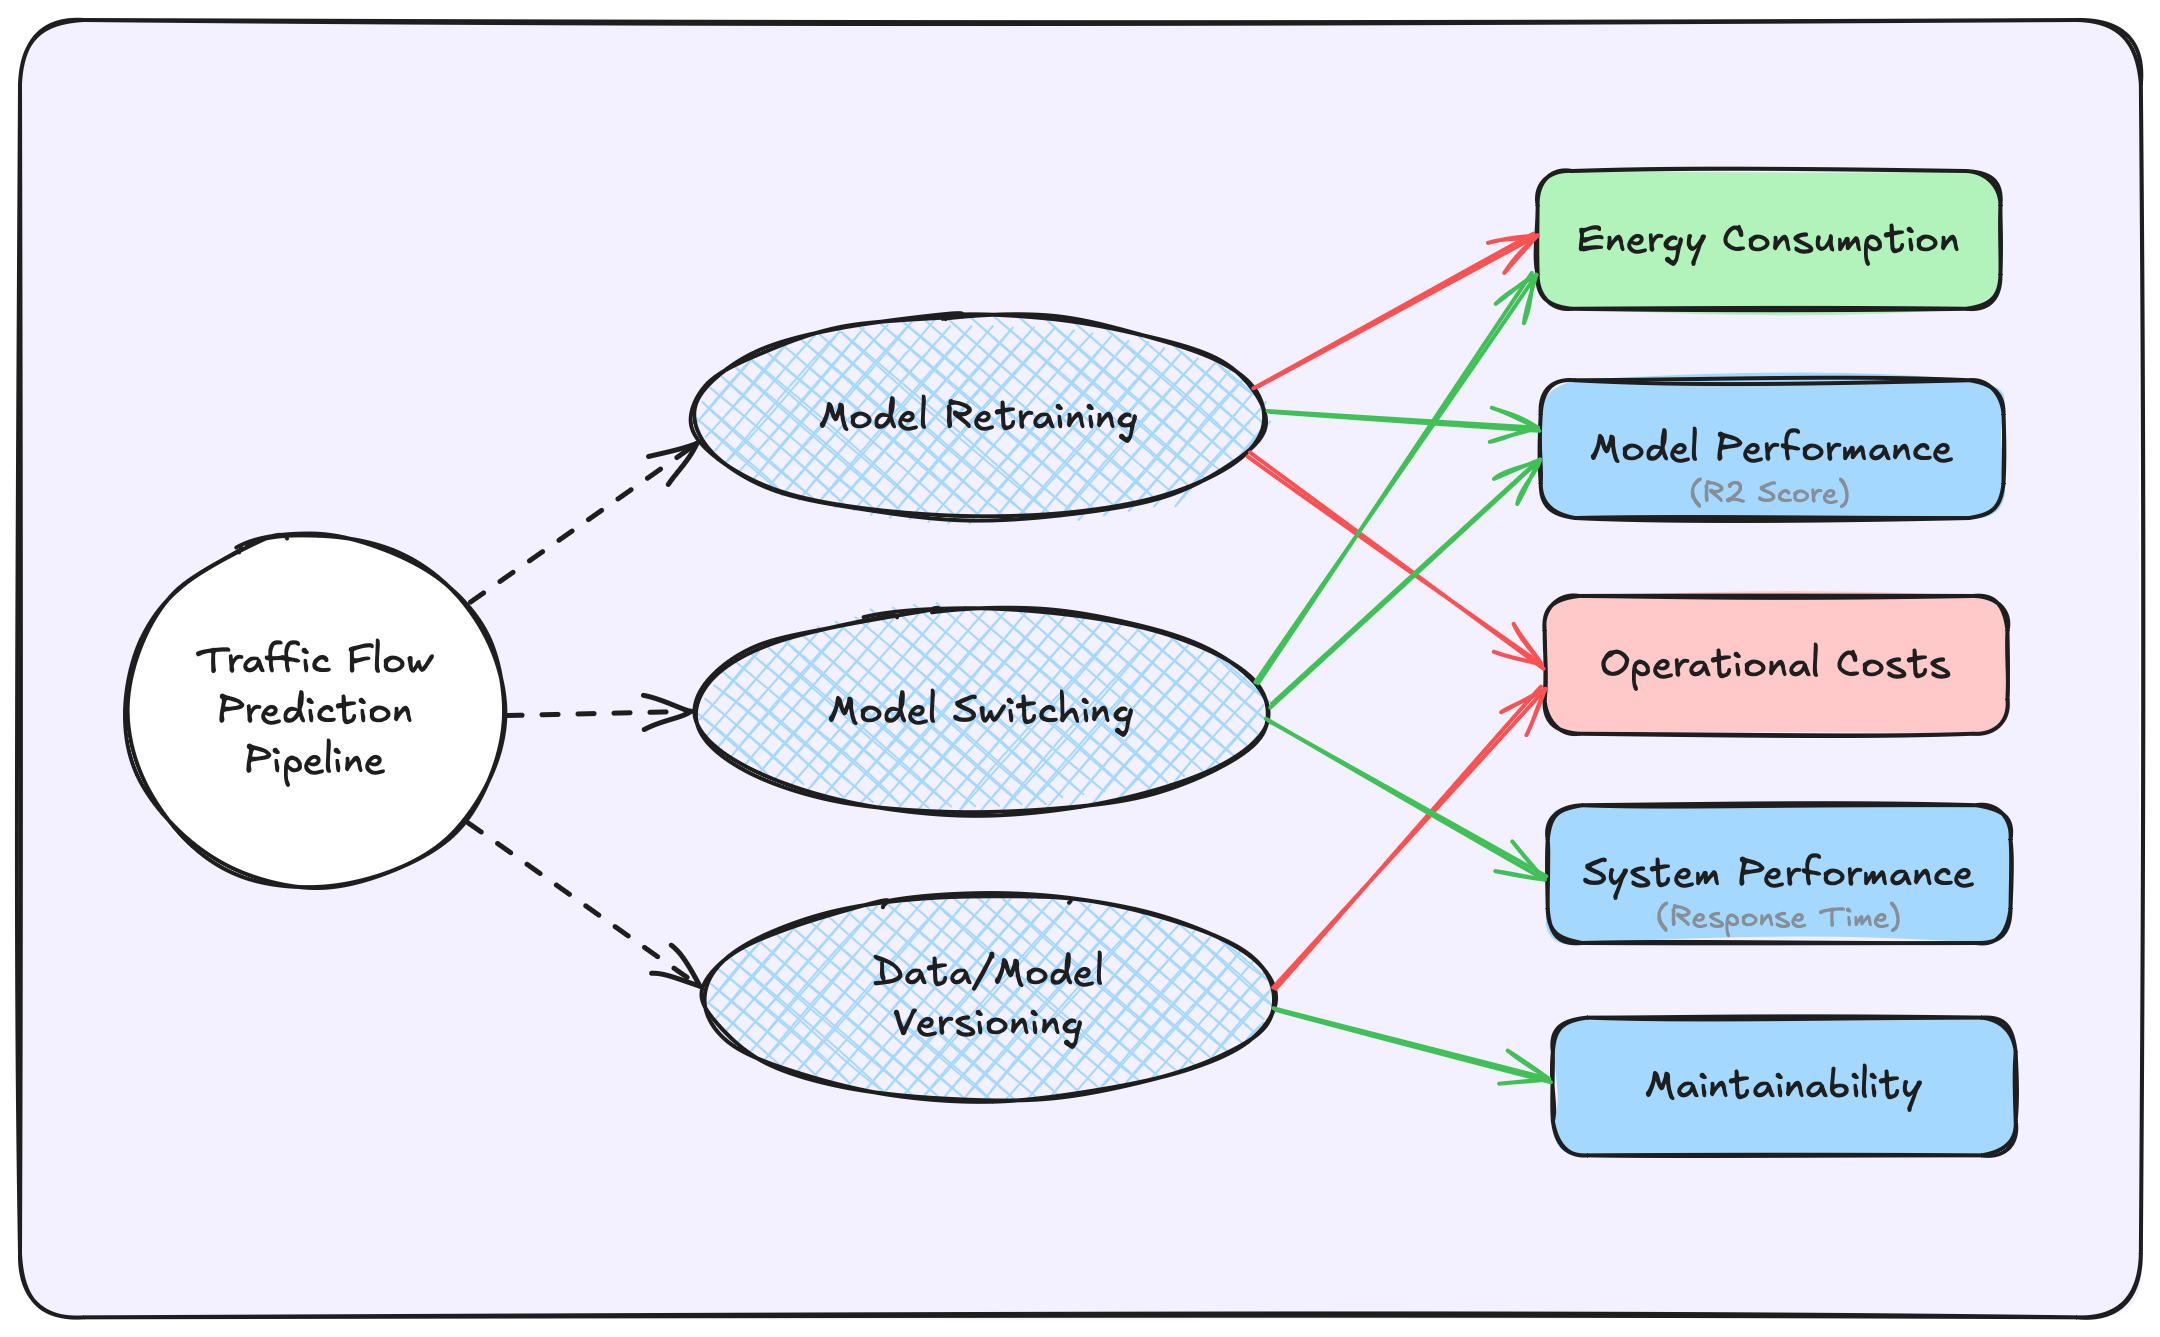 Traffic Flow
Prediction
Pipeline
Model Retraining
Model Switching
Data/Model
Versioning
Energy Consumption
Model Performance
(R2 Score)
Operational Costs
System Performance
(Response Time)
Maintainability